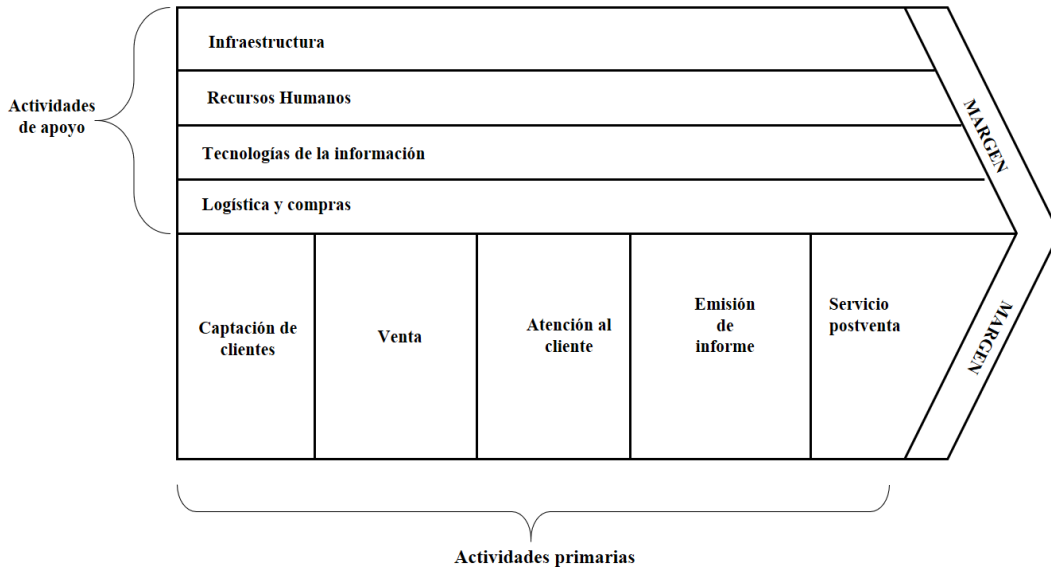 Infraestructura
Recursos Humanos
Actividades
de apoyo
Tecnologías de la información
Logística y compras
MARGEN
Captación de
clientes
Venta
Atención al
cliente
Emisión
de
informe
Servicio
postventa
MARGEN
Actividades primarias